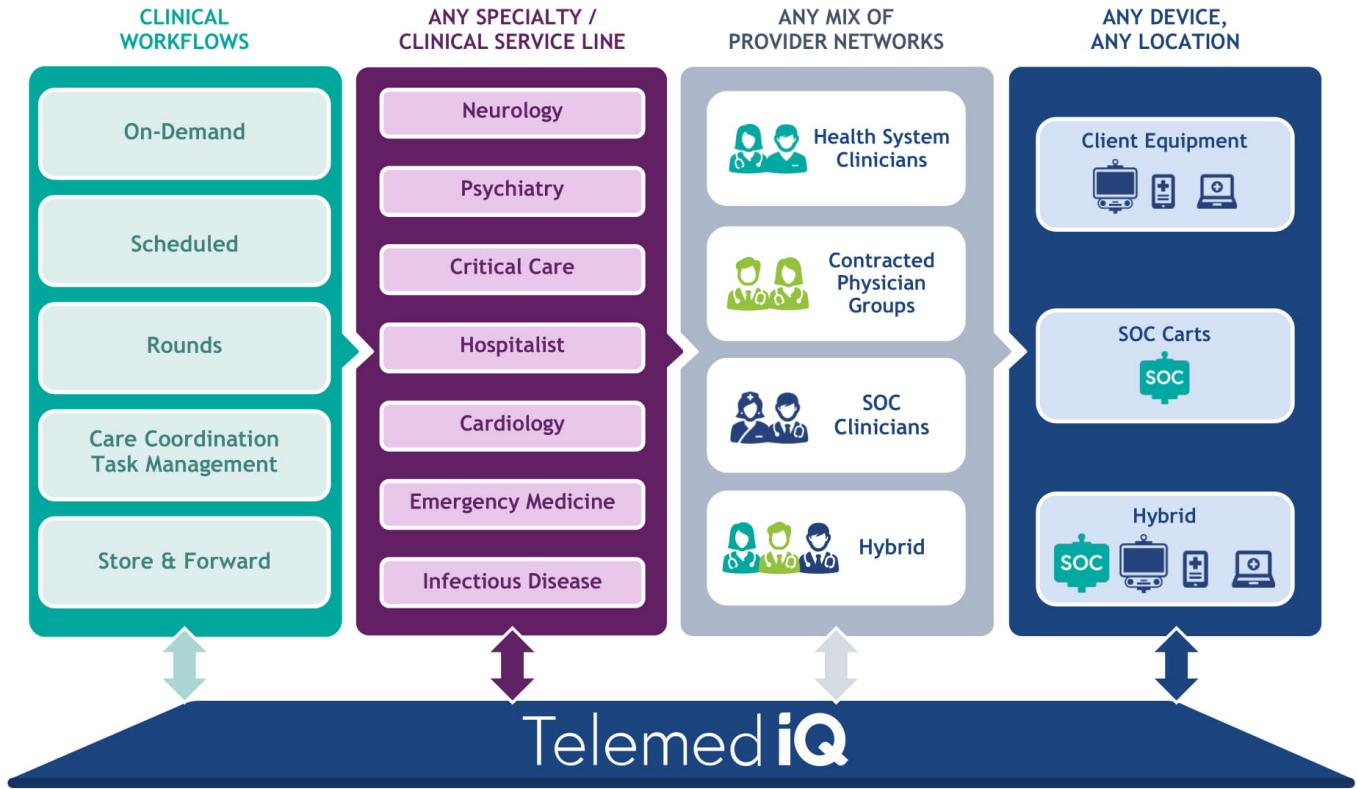 CLINICAL
WORKFLOWS
On-Demand
Scheduled
Rounds
Care Coordination
Task Management
Store & Forward
ANY SPECIALTY /
CLINICAL SERVICE LINE
Neurology
Psychiatry
Critical Care
Hospitalist
Cardiology
Emergency Medicine
Infectious Disease
ANY MIX OF
PROVIDER NETWORKS
Health System
Clinicians
Contracted
Physician
Groups
SOC
Clinicians
Hybrid
ANY DEVICE,
ANY LOCATION
Client Equipment
SOC Carts
SOC
Hybrid
SOC
Telemed iQ